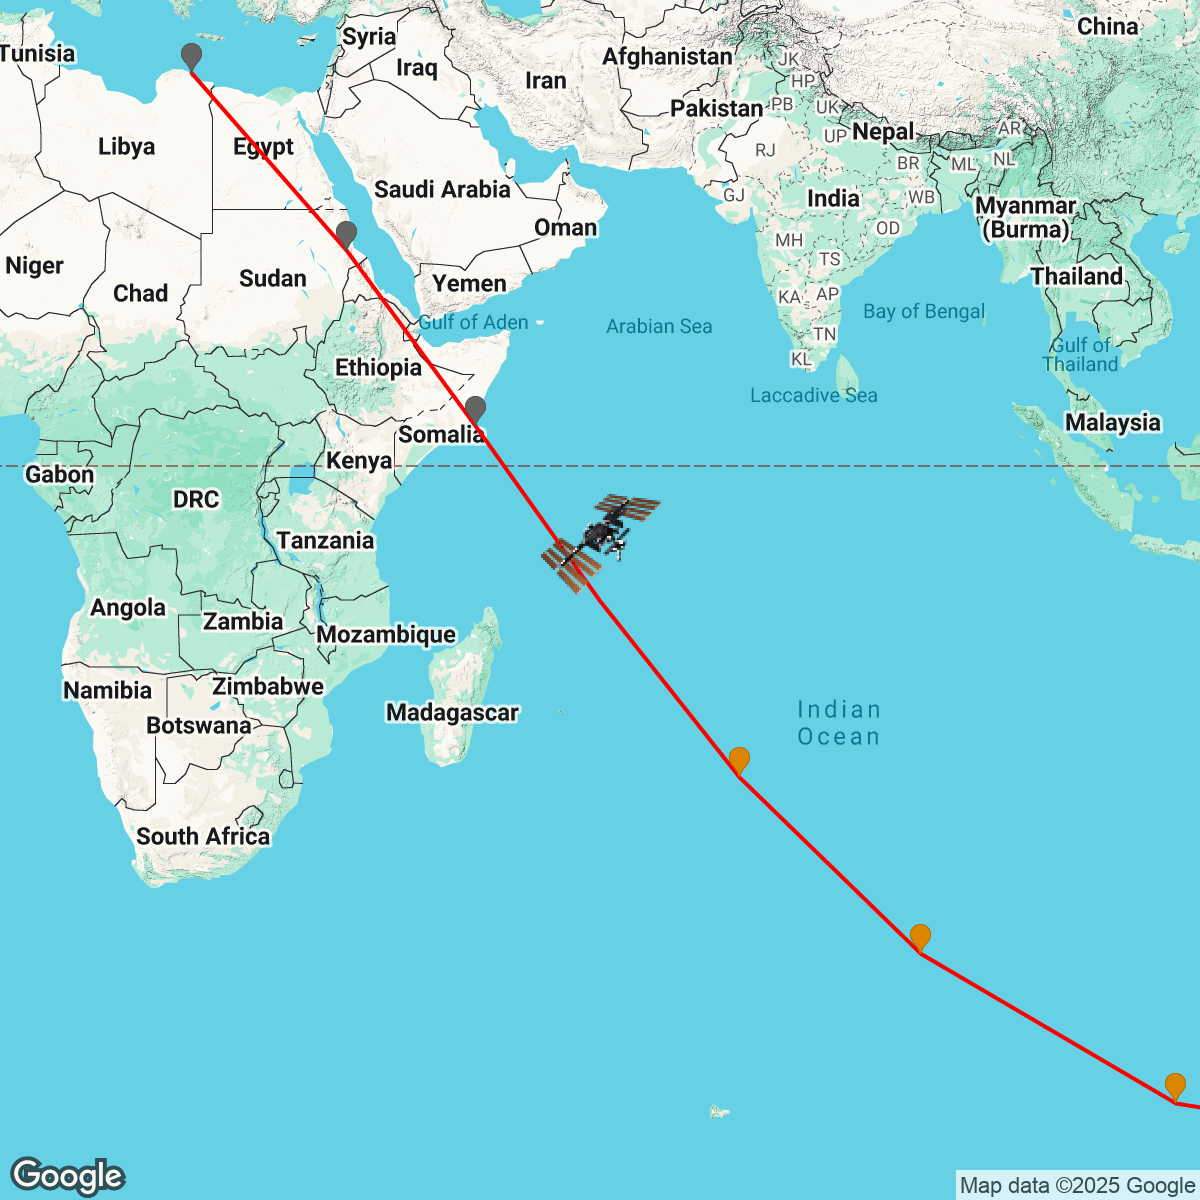 China
Syria
Tunisia
Afghanistan
JK
Iraq
Iran
HP
Pakistan
PB
UK
Nepal
AR
UP
Libya
Egypt
RJ
BR
ML
NL
Saudi Arabia
GJ
India
WB
Myanmar
(Burma)
Oman
OD
MH
Niger
TS
Sudan
Yemen
Thailand
Chad
KA
AP
Bay of Bengal
Gulf of Aden
Arabian Sea
TN
Gulf of
Thailand
KL
Ethiopia
Laccadive Sea
Malaysia
Somalia
Kenya
Gabon
DRC
Tanzania
Angola
Zambia
Mozambique
Namibia
Zimbabwe
Botswana
Madagascar
Indian
Ocean
South Africa
Google
Map data ©2025 Google